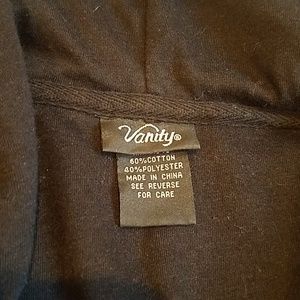 Vanity®
60%COTTON
40%POLYESTER
MADE IN CHINA
SEE REVERSE
FOR CARE